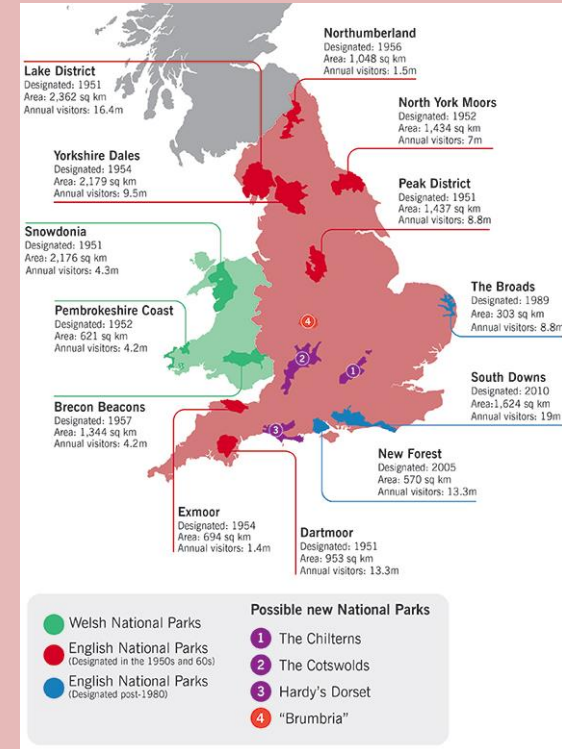 Northumberland
Designated: 1956
Area: 1,048 sq km
Annual visitors: 1.5m
Lake District
Designated: 1951
Area: 2,362 sq km
Annual visitors: 16.4m
North York Moors
Designated: 1952
Area: 1,434 sq km
Annual visitors: 7m
Yorkshire Dales
Designated: 1954
Area: 2,179 sq km
Annual visitors: 9.5m
Peak District
Designated: 1951
Area: 1,437 sq km
Annual visitors: 8.8m
Snowdonia
Designated: 1951
Area: 2,176 sq km
Annual visitors: 4.3m
The Broads
Designated: 1989
Area: 303 sq km
Annual visitors: 8.8m
Pembrokeshire Coast
Designated: 1952
Area: 621 sq km
Annual visitors: 4.2m
4
2
1
3
South Downs
Designated: 2010
Area:1,624 sq km
Annual visitors: 19m
Brecon Beacons
Designated: 1957
Area: 1,344 sq km
Annual visitors: 4.2m
New Forest
Designated: 2005
Area: 570 sq km
Annual visitors: 13.3m
Exmoor
Designated: 1954
Area: 694 sq km
Annual visitors: 1.4m
Dartmoor
Designated: 1951
Area: 953 sq km
Annual visitors: 13.3m
Welsh National Parks
English National Parks
(Designated in the 1950s and 60s)
English National Parks
(Designated post-1980)
Possible new National Parks
1 The Chilterns
2 The Cotswolds
3 Hardy's Dorset
4 "Brumbria"